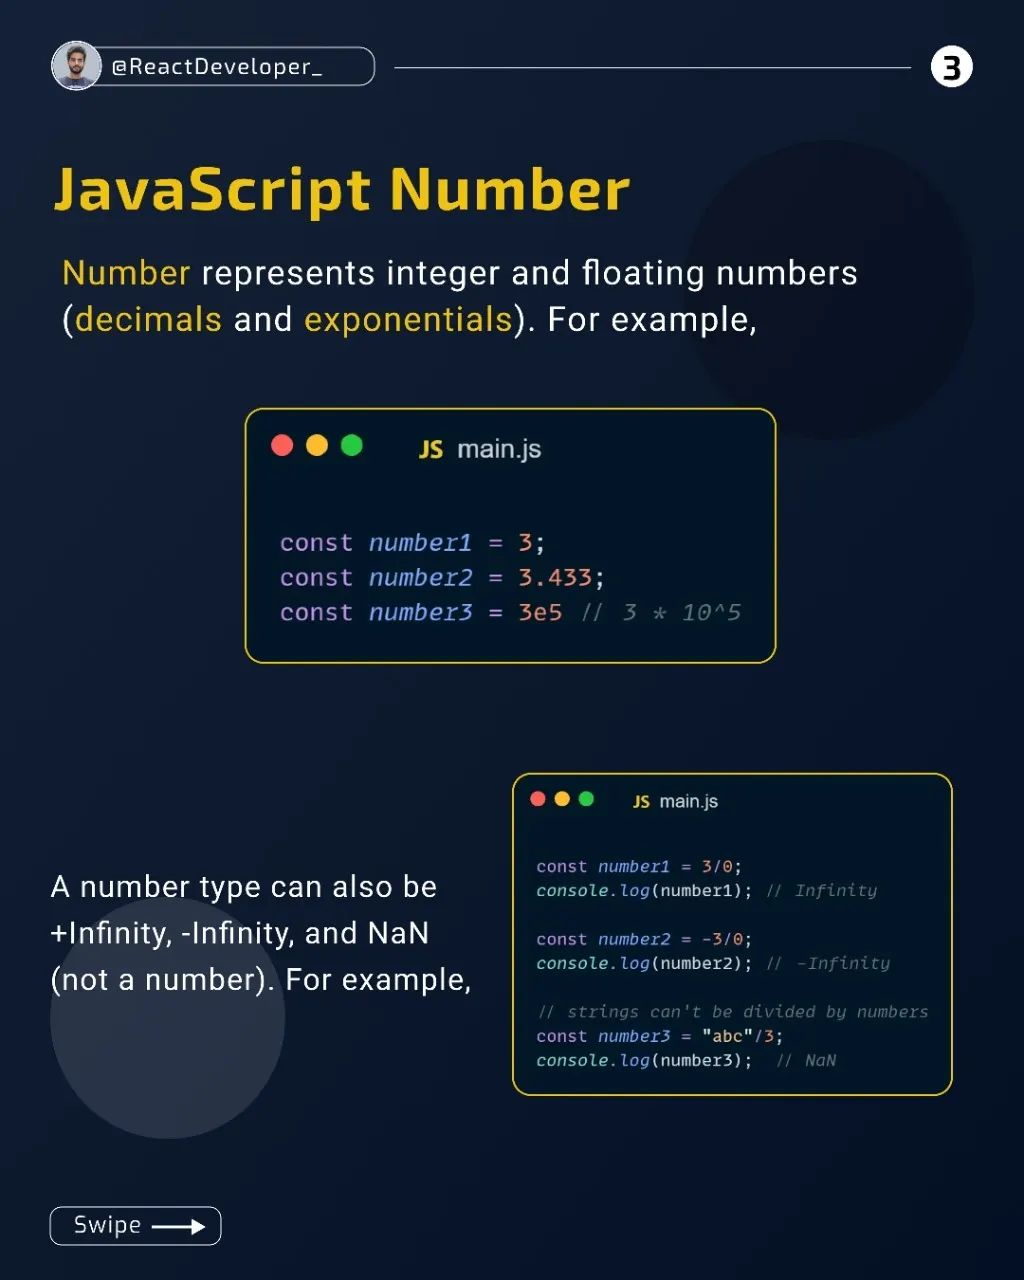 @ReactDeveloper_
3
JavaScript Number
Number represents integer and floating numbers
(decimals and exponentials). For example,
JS main.js
const number1 = 3;
const number2 = 3.433;
const number3 = 3e5 // 3 * 10^5
A number type can also be
+Infinity, -Infinity, and NaN
(not a number). For example,
JS main.js
const number1 = 3/0;
console.log(number1); // Infinity
const number2 = -3/0;
console.log(number2); // -Infinity
// strings can't be divided by numbers
const number3 = "abc"/3;
console.log(number3);  // NaN
Swipe